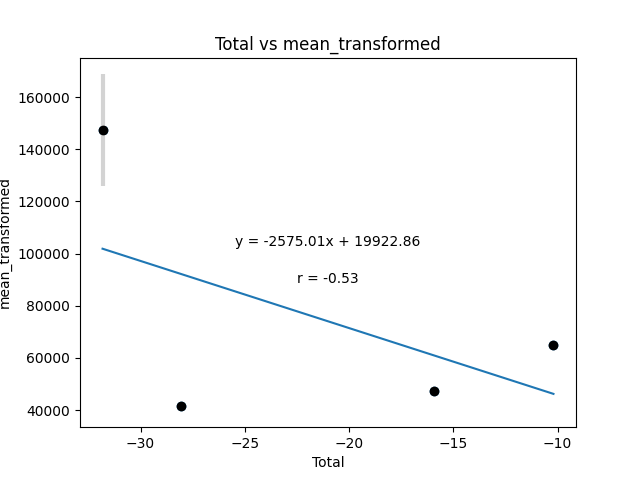 Total vs mean_transformed
mean_transformed
160000
140000
120000
100000
80000
60000
40000
y = -2575.01x + 19922.86
r = -0.53
−30
−25
−20
−15
−10
Total